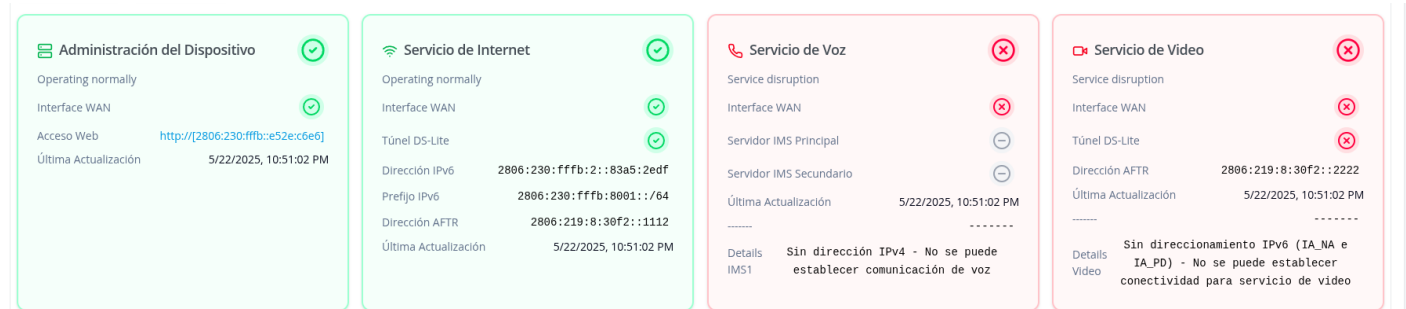 Administración del Dispositivo
Operating normally
Interface WAN
Acceso Web http://[2806:230:fffb::e52e:c6e6]
Última Actualización 5/22/2025, 10:51:02 PM
Servicio de Internet
Operating normally
Interface WAN
Túnel DS-Lite
Dirección IPv6 2806:230:fffb:2::83a5:2edf
Prefijo IPv6 2806:230:fffb:8001::/64
Dirección AFTR 2806:219:8:30f2::1112
Última Actualización 5/22/2025, 10:51:02 PM
Servicio de Voz
Service disruption
Interface WAN
Servidor IMS Principal
Servidor IMS Secundario
Última Actualización 5/22/2025, 10:51:02 PM
------- -------
Details IMS1 Sin dirección IPv4 - No se puede
establecer comunicación de voz
Servicio de Video
Service disruption
Interface WAN
Túnel DS-Lite
Dirección AFTR 2806:219:8:30f2::2222
Última Actualización 5/22/2025, 10:51:02 PM
------- -------
Details Video Sin direccionamiento IPv6 (IA_NA e
IA_PD) - No se puede establecer
conectividad para servicio de video